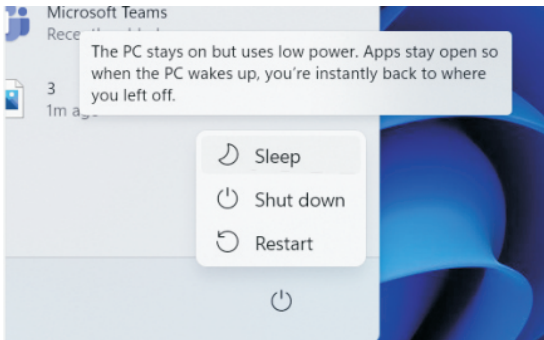 Microsoft Teams
The PC stays on but uses low power. Apps stay open so
when the PC wakes up, you're instantly back to where
you left off.
3
1m
Sleep
Shut down
Restart